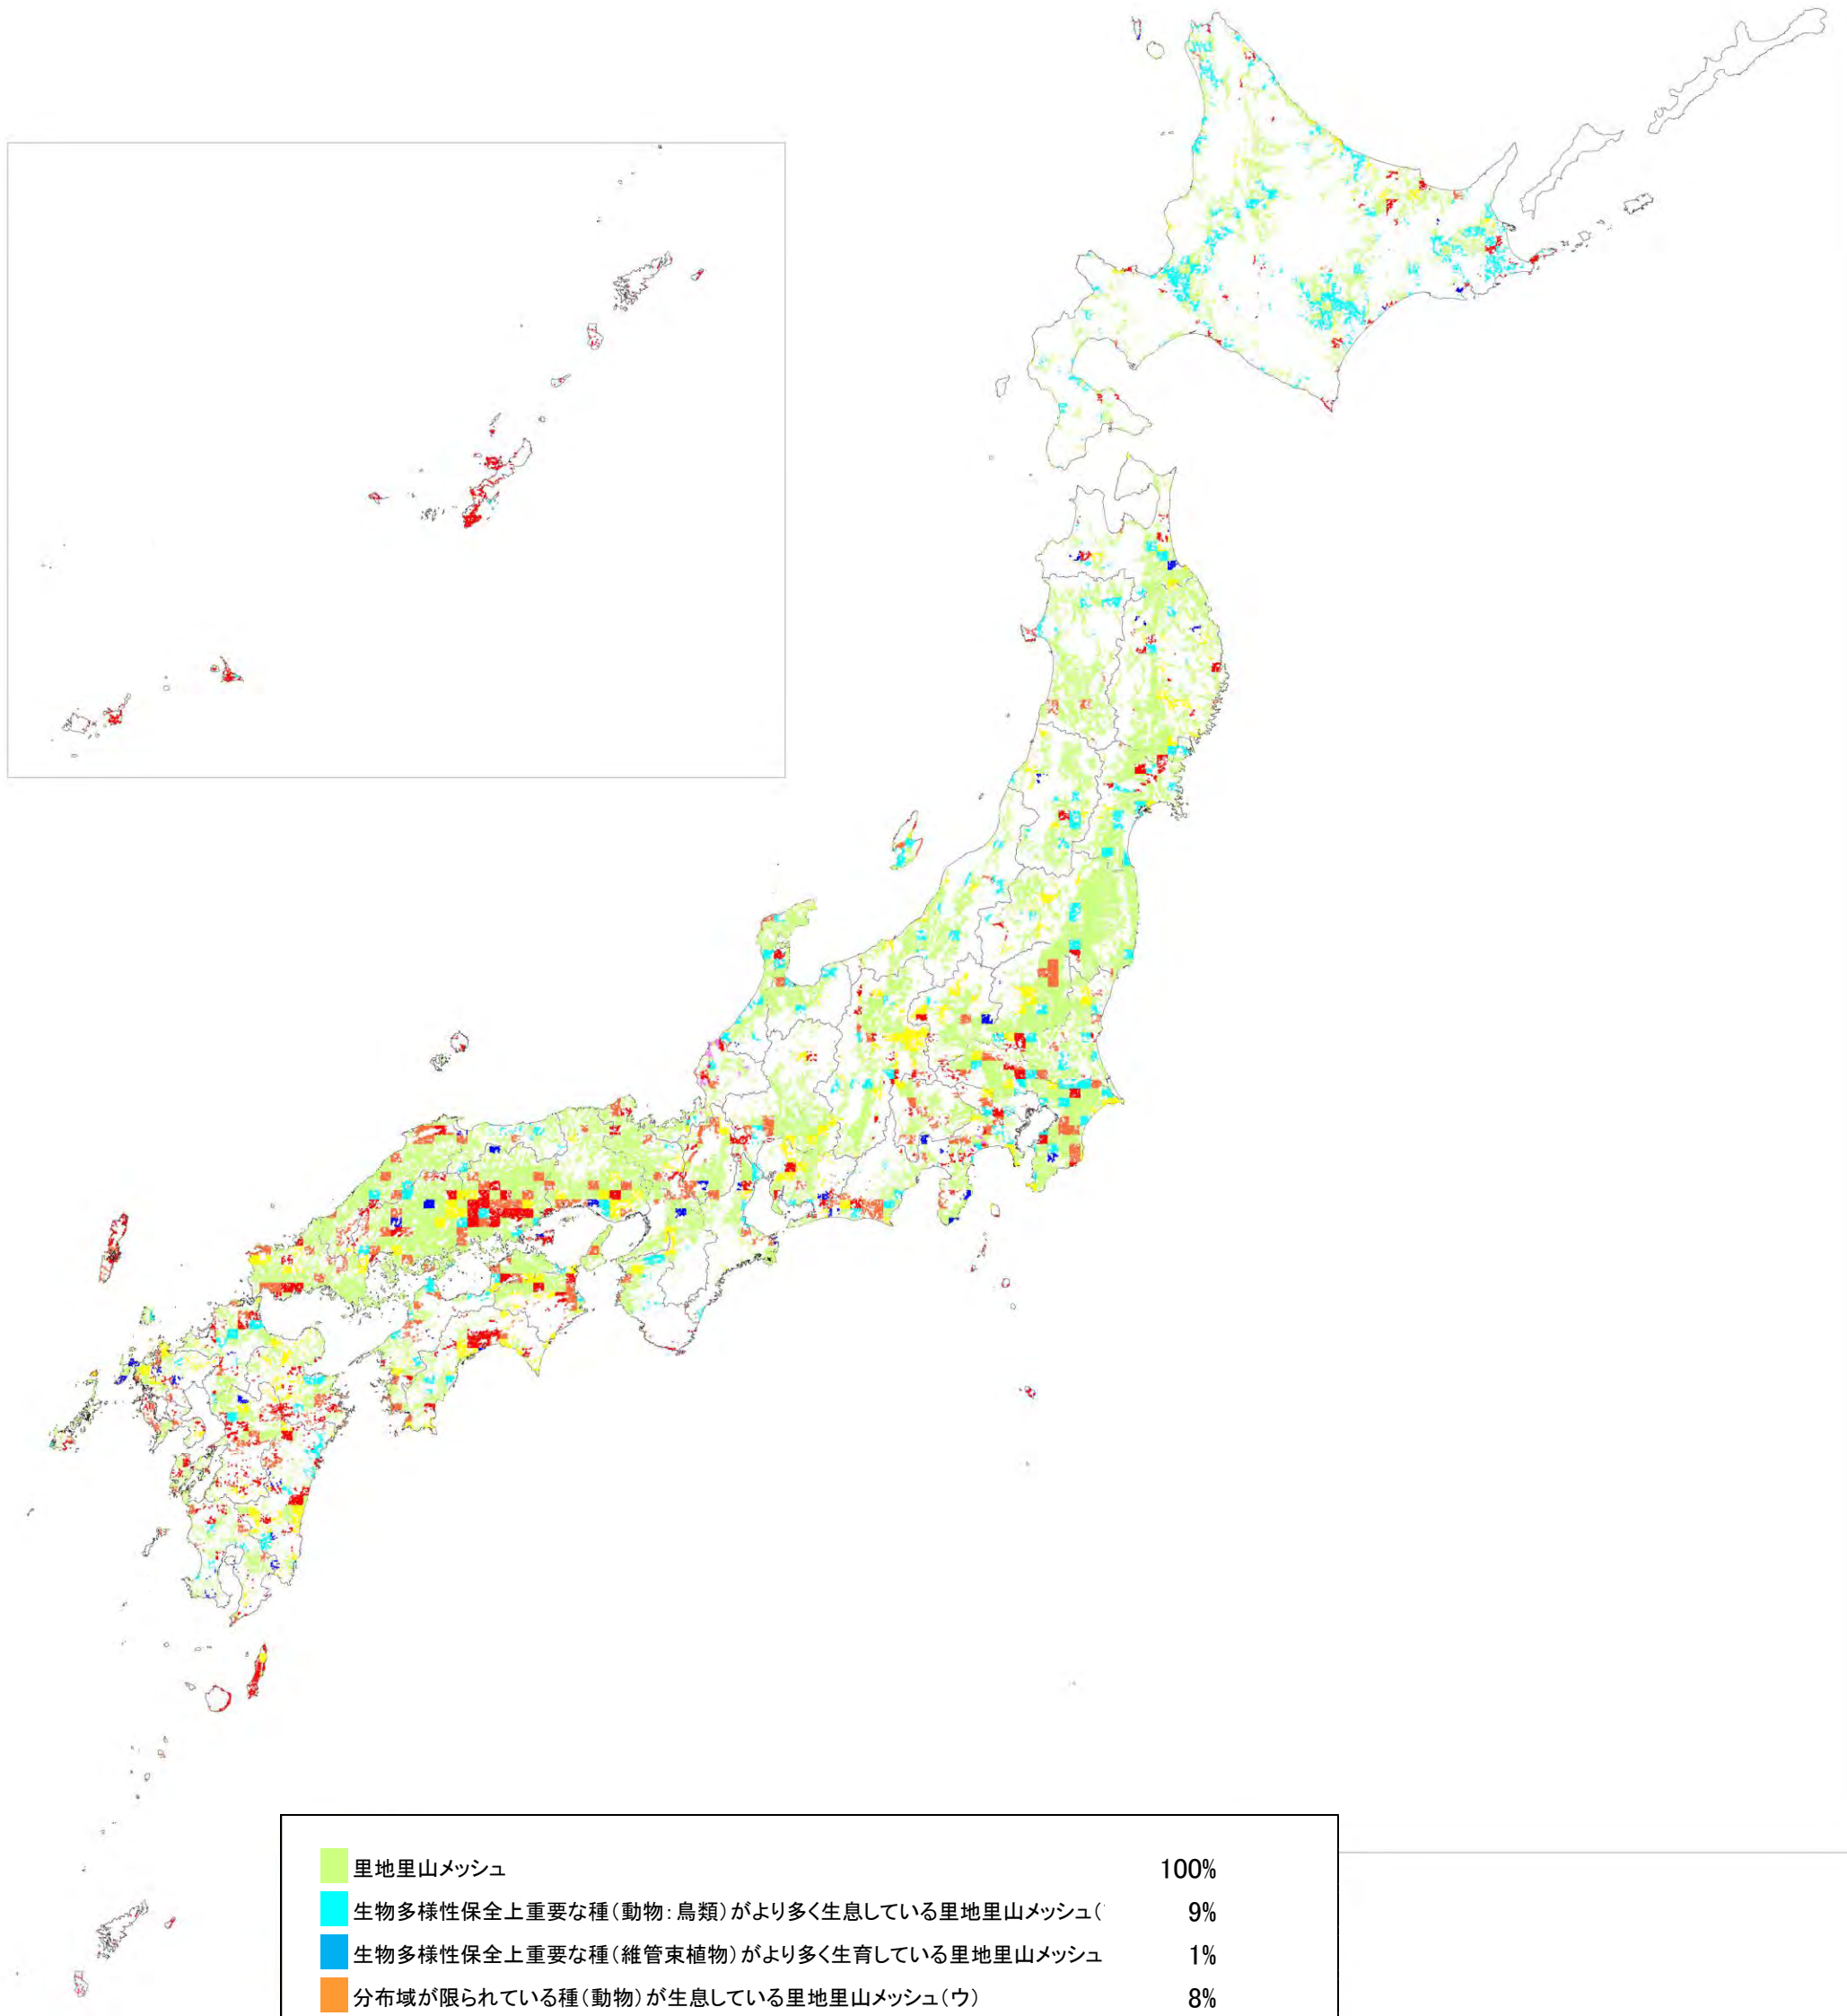 里地里山メッシュ 100%
生物多様性保全上重要な種(動物:鳥類)がより多く生息している里地里山メッシュ( 9%
生物多様性保全上重要な種(維管束植物)がより多く生育している里地里山メッシュ 1%
分布域が限られている種(動物)が生息している里地里山メッシュ(ウ) 8%